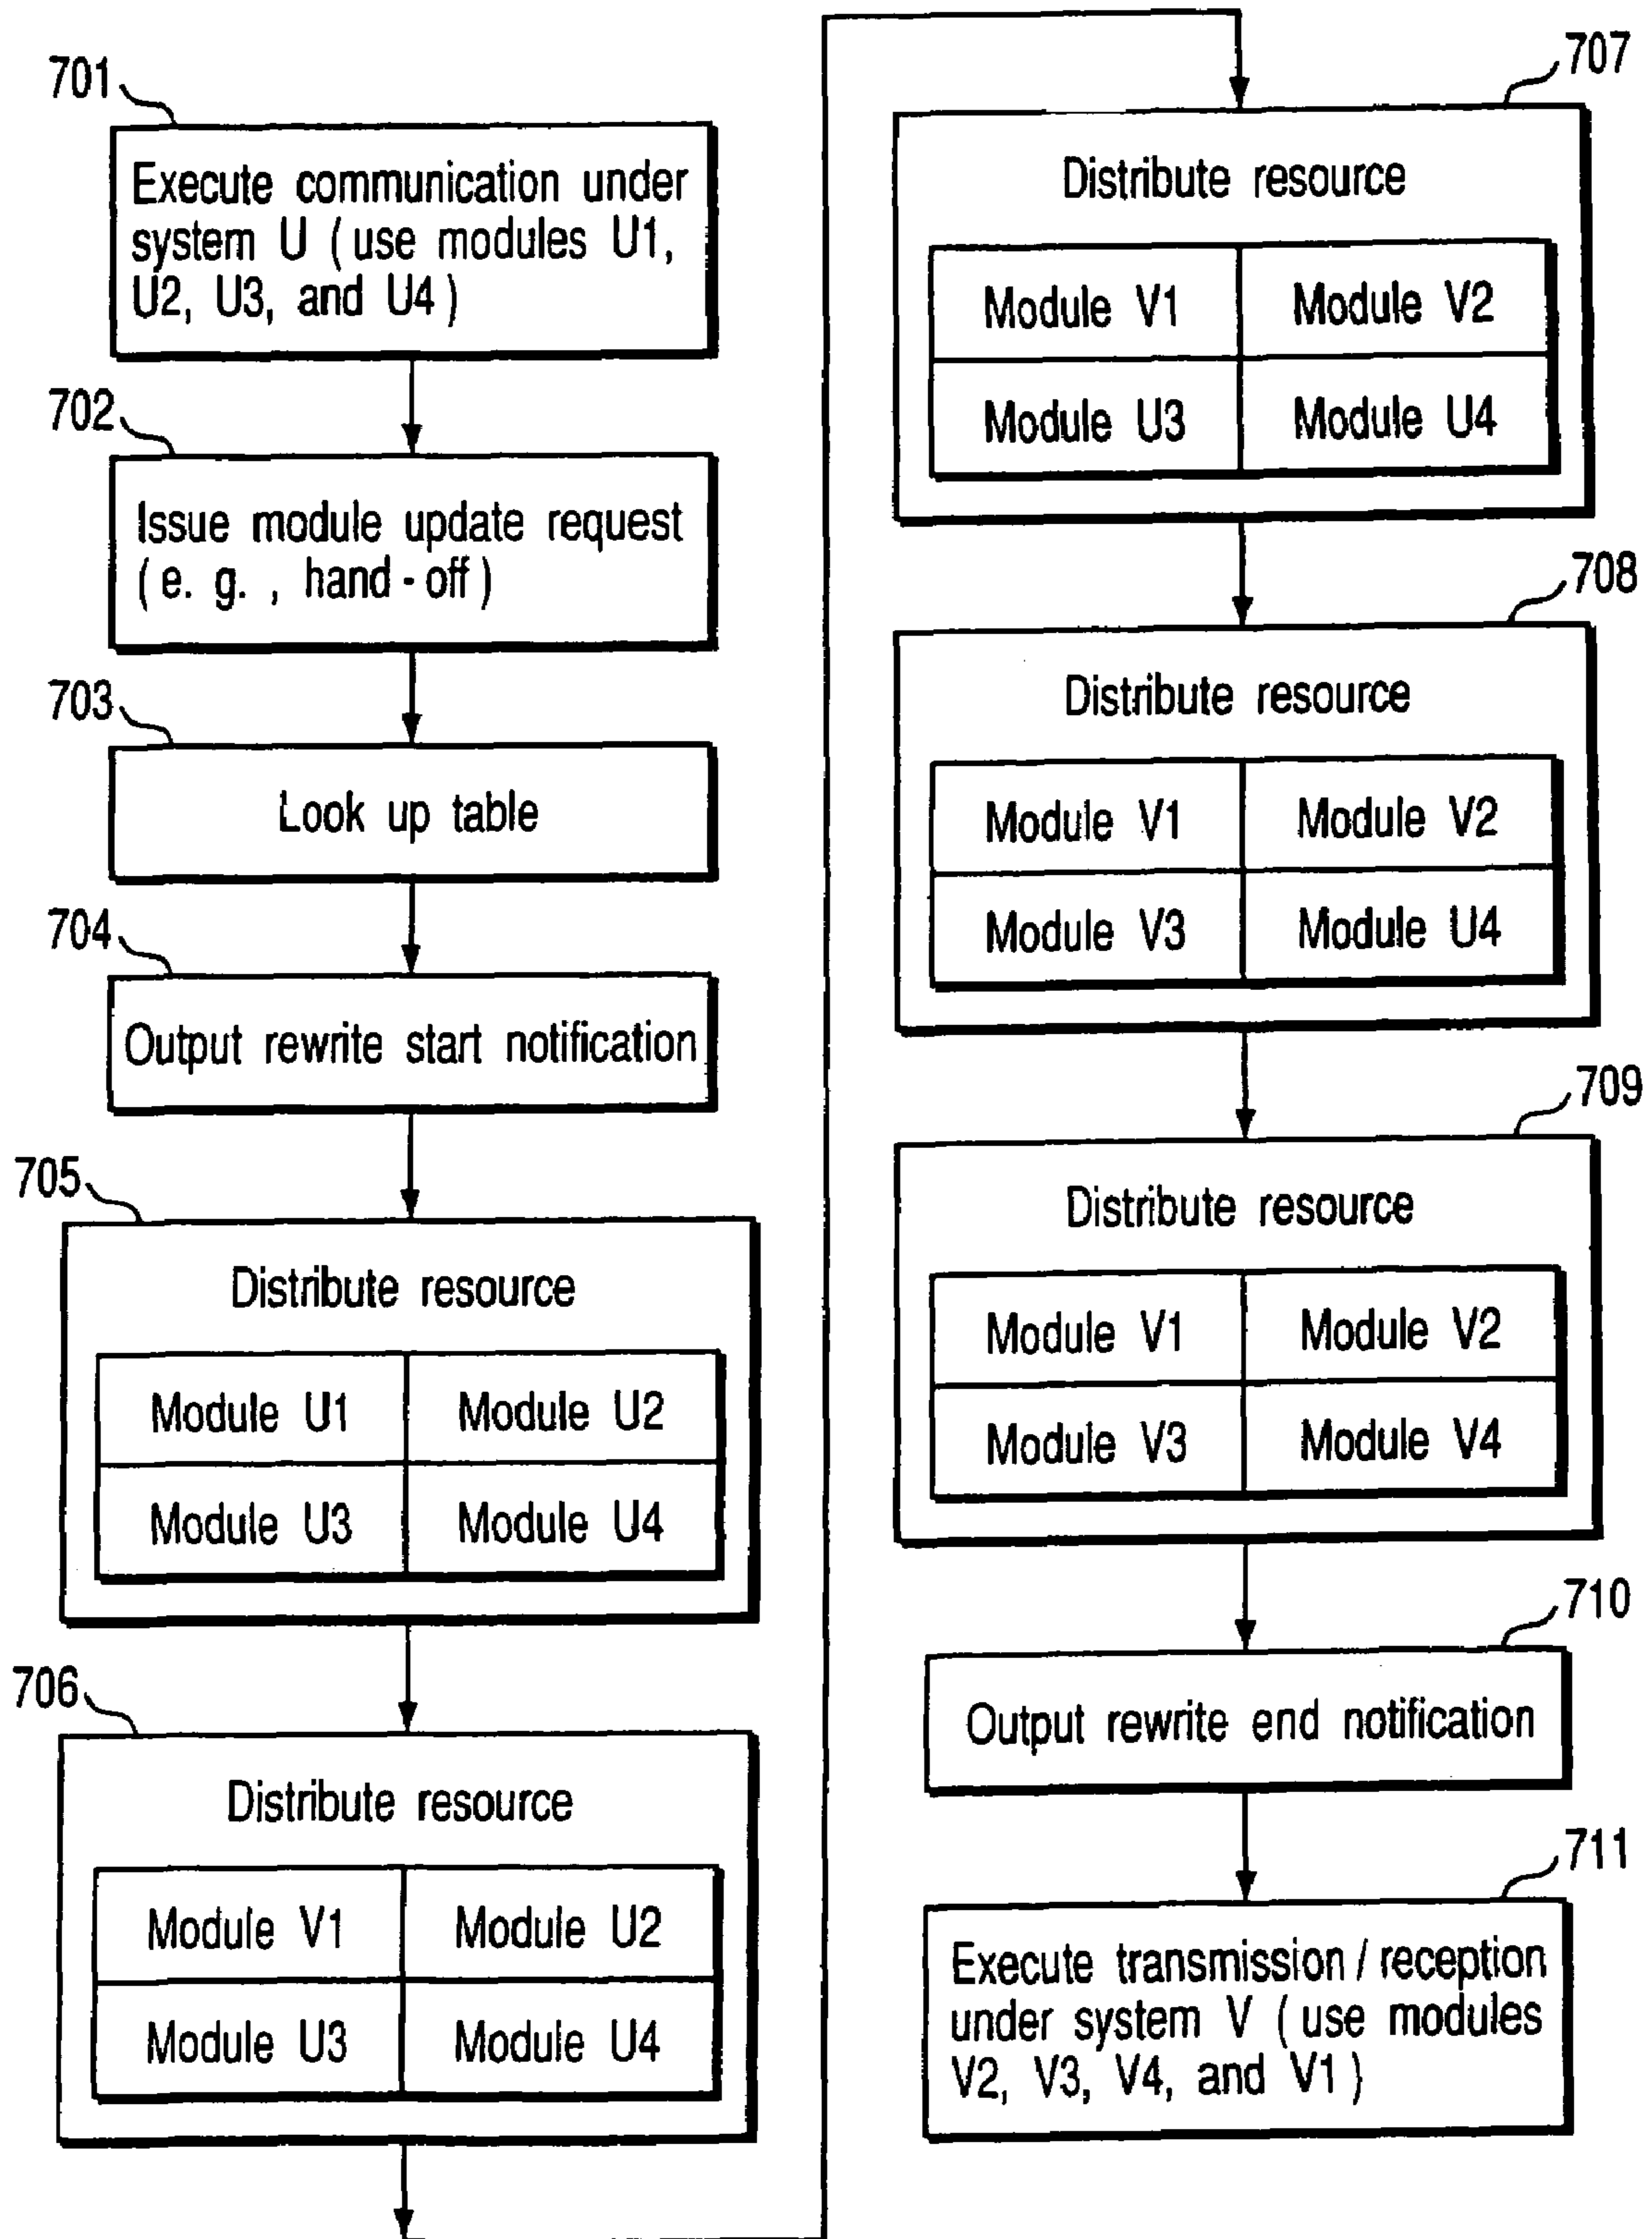 701
Execute communication under
system U (use modules U1,
U2, U3, and U4)
702
Issue module update request
(e. g. , hand-off)
703
Look up table
704
Output rewrite start notification
705
Distribute resource
Module U1 Module U2
Module U3 Module U4
706
Distribute resource
Module V1 Module U2
Module U3 Module U4
707
Distribute resource
Module V1 Module V2
Module U3 Module U4
708
Distribute resource
Module V1 Module V2
Module V3 Module U4
709
Distribute resource
Module V1 Module V2
Module V3 Module V4
710
Output rewrite end notification
711
Execute transmission / reception
under system V (use modules
V2, V3, V4, and V1)